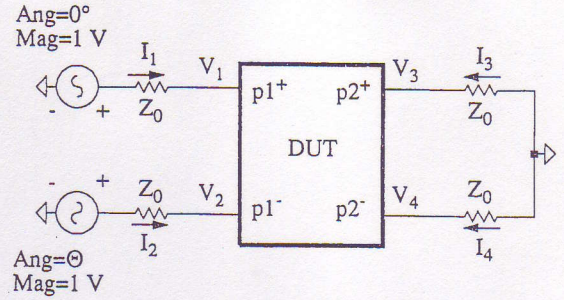 Ang=0°
Mag=1 V
I₁ V₁ V₃ I₃
- + Z₀ p1⁺ p2⁺ Z₀
DUT
- + Z₀ V₂ p1⁻ p2⁻ V₄ Z₀
I₂ I₄
Ang=Θ
Mag=1 V